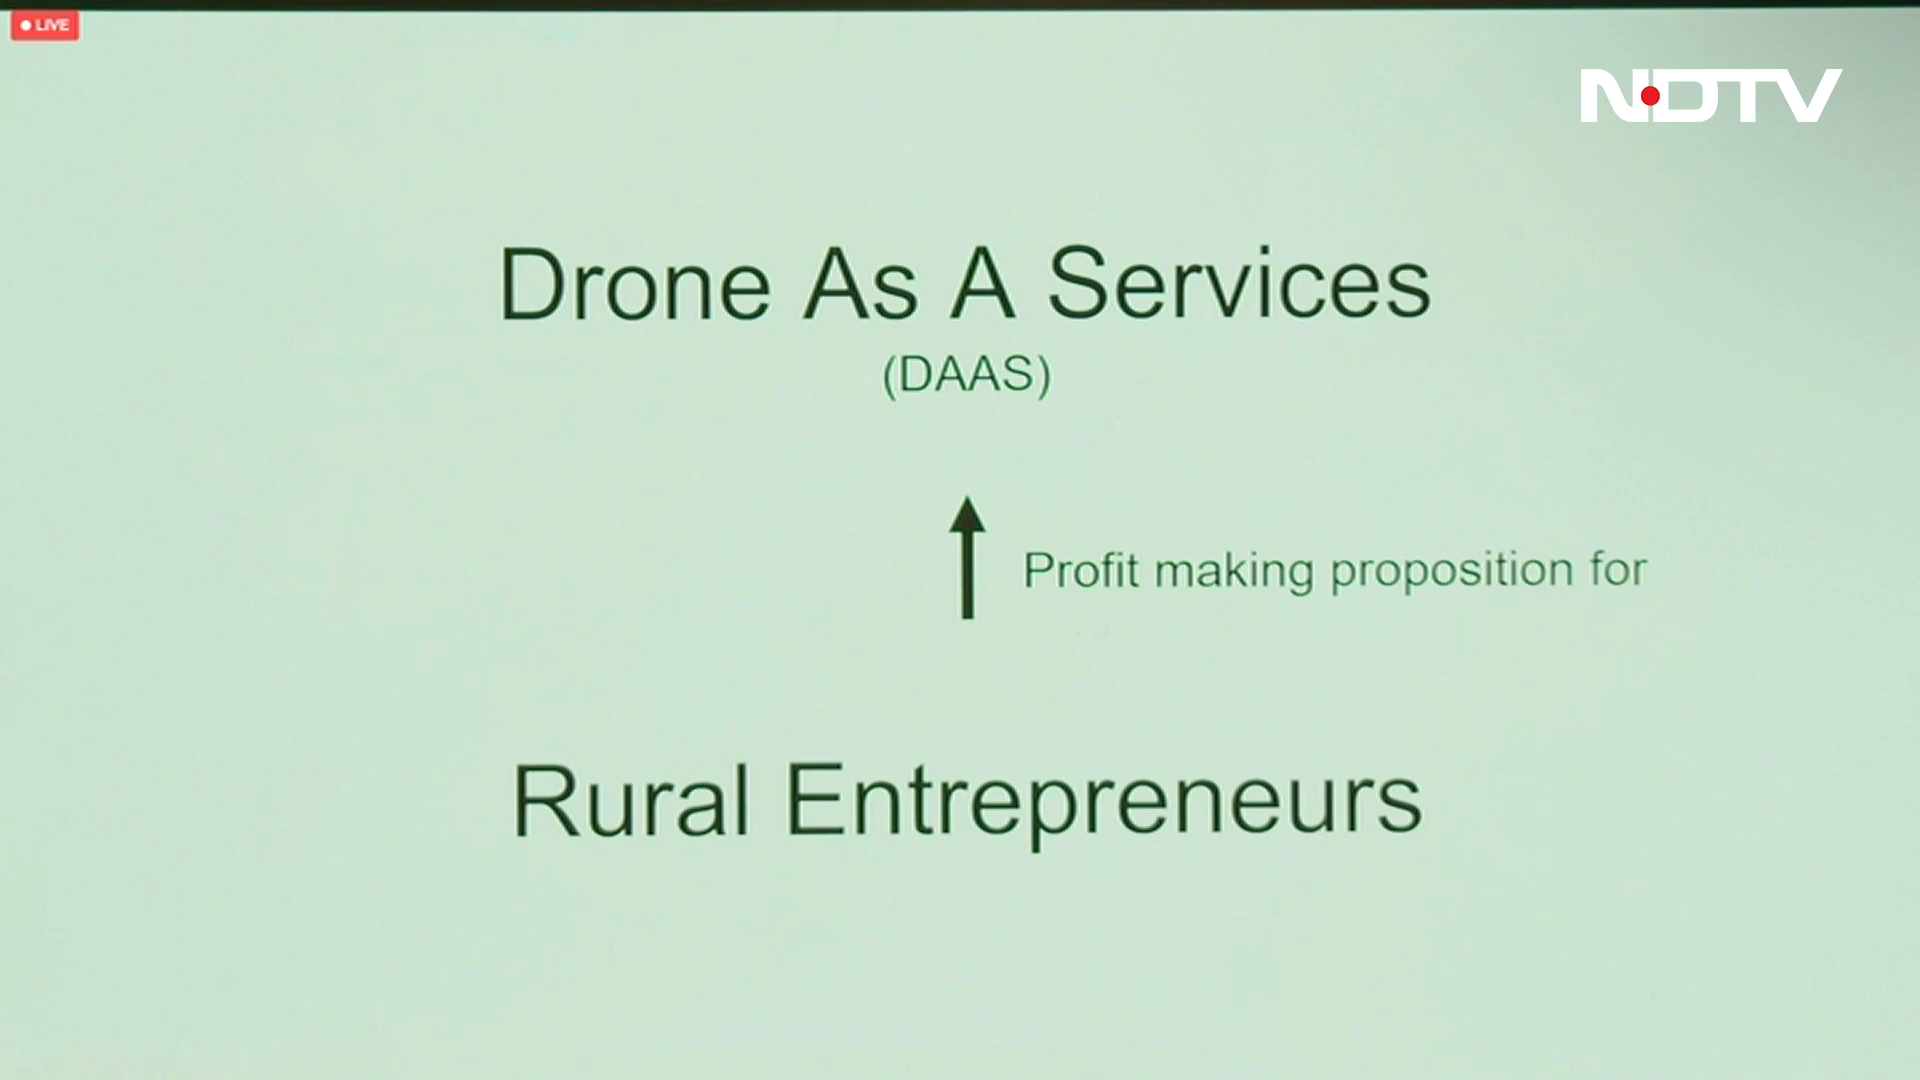 LIVE
NDTV
Drone As A Services
(DAAS)
Profit making proposition for
Rural Entrepreneurs